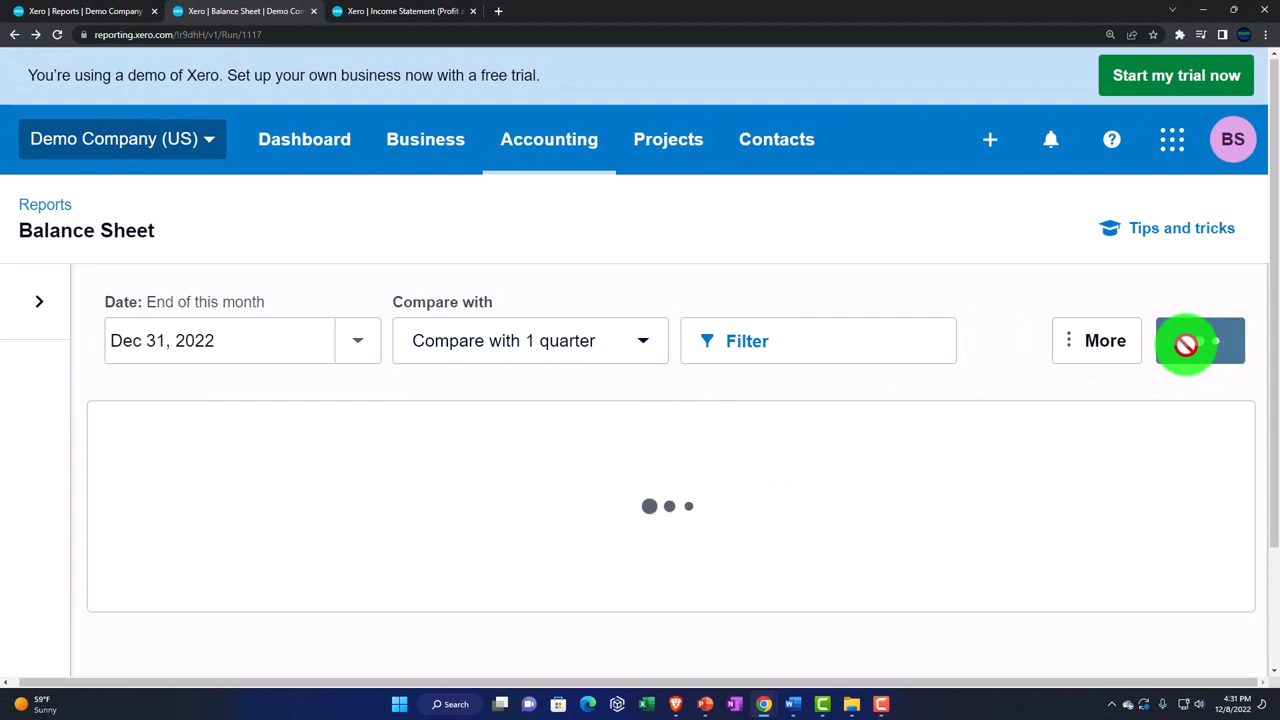 Xero | Reports | Demo Company
Xero | Balance Sheet | Demo Con
Xero | Income Statement (Profit a
reporting.xero.com/lr9dhH/v1/Run/1117
You're using a demo of Xero. Set up your own business now with a free trial.
Start my trial now
Demo Company (US)
Dashboard
Business
Accounting
Projects
Contacts
BS
Reports
Balance Sheet
Tips and tricks
Date: End of this month
Compare with
Dec 31, 2022
Compare with 1 quarter
Filter
More
59°F
Sunny
Search
4:31 PM
12/8/2022